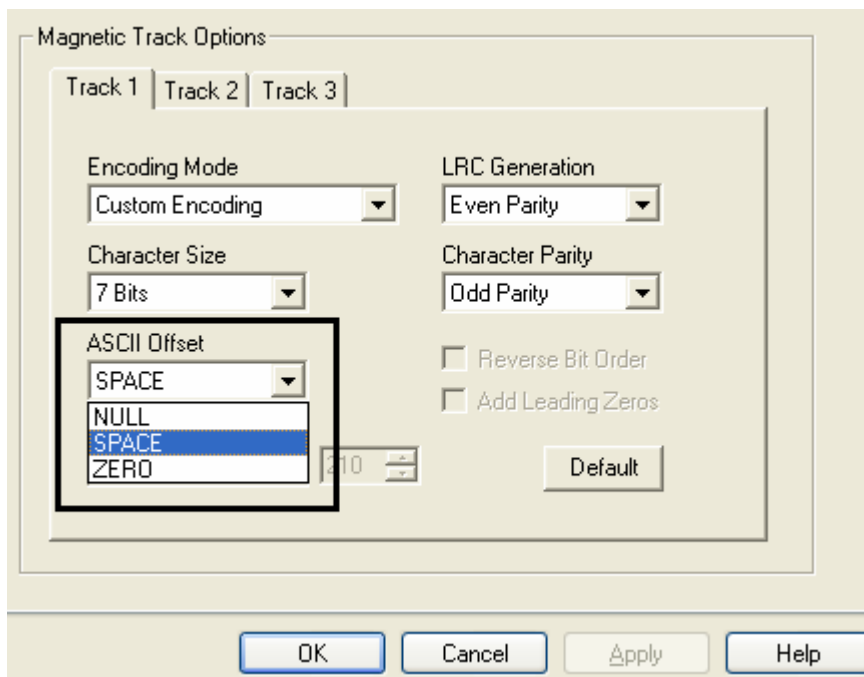 Magnetic Track Options
Track 1 Track 2 Track 3
Encoding Mode LRC Generation
Custom Encoding Even Parity
Character Size Character Parity
7 Bits Odd Parity
ASCII Offset
SPACE Reverse Bit Order
NULL Add Leading Zeros
SPACE
ZERO 210 Default
OK Cancel Apply Help